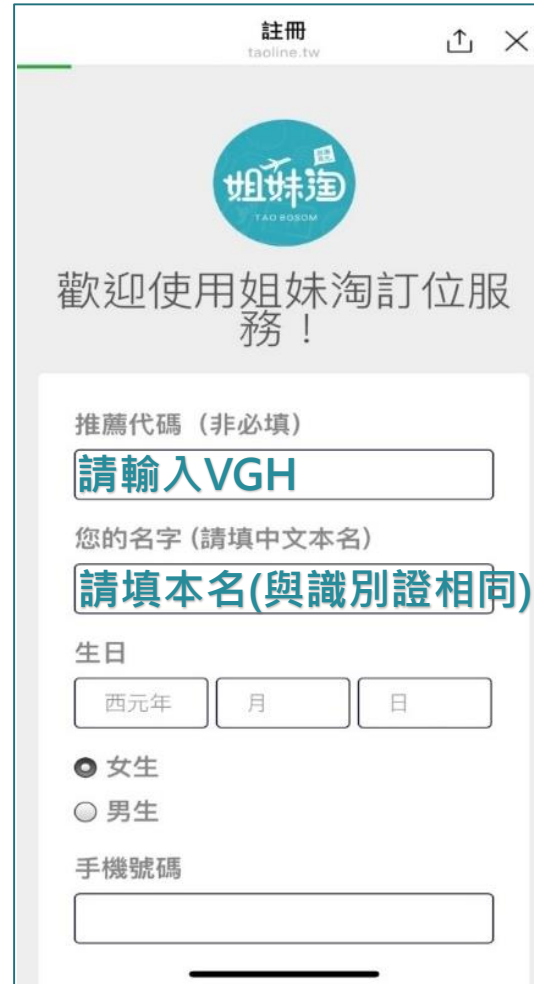 註冊
taoline.tw
姐妹淘
TAO BOSOM
歡迎使用姐妹淘訂位服
務！
推薦代碼（非必填）
請輸入VGH
您的名字 (請填中文本名）
請填本名(與識別證相同)
生日
西元年 月 日
女生
男生
手機號碼